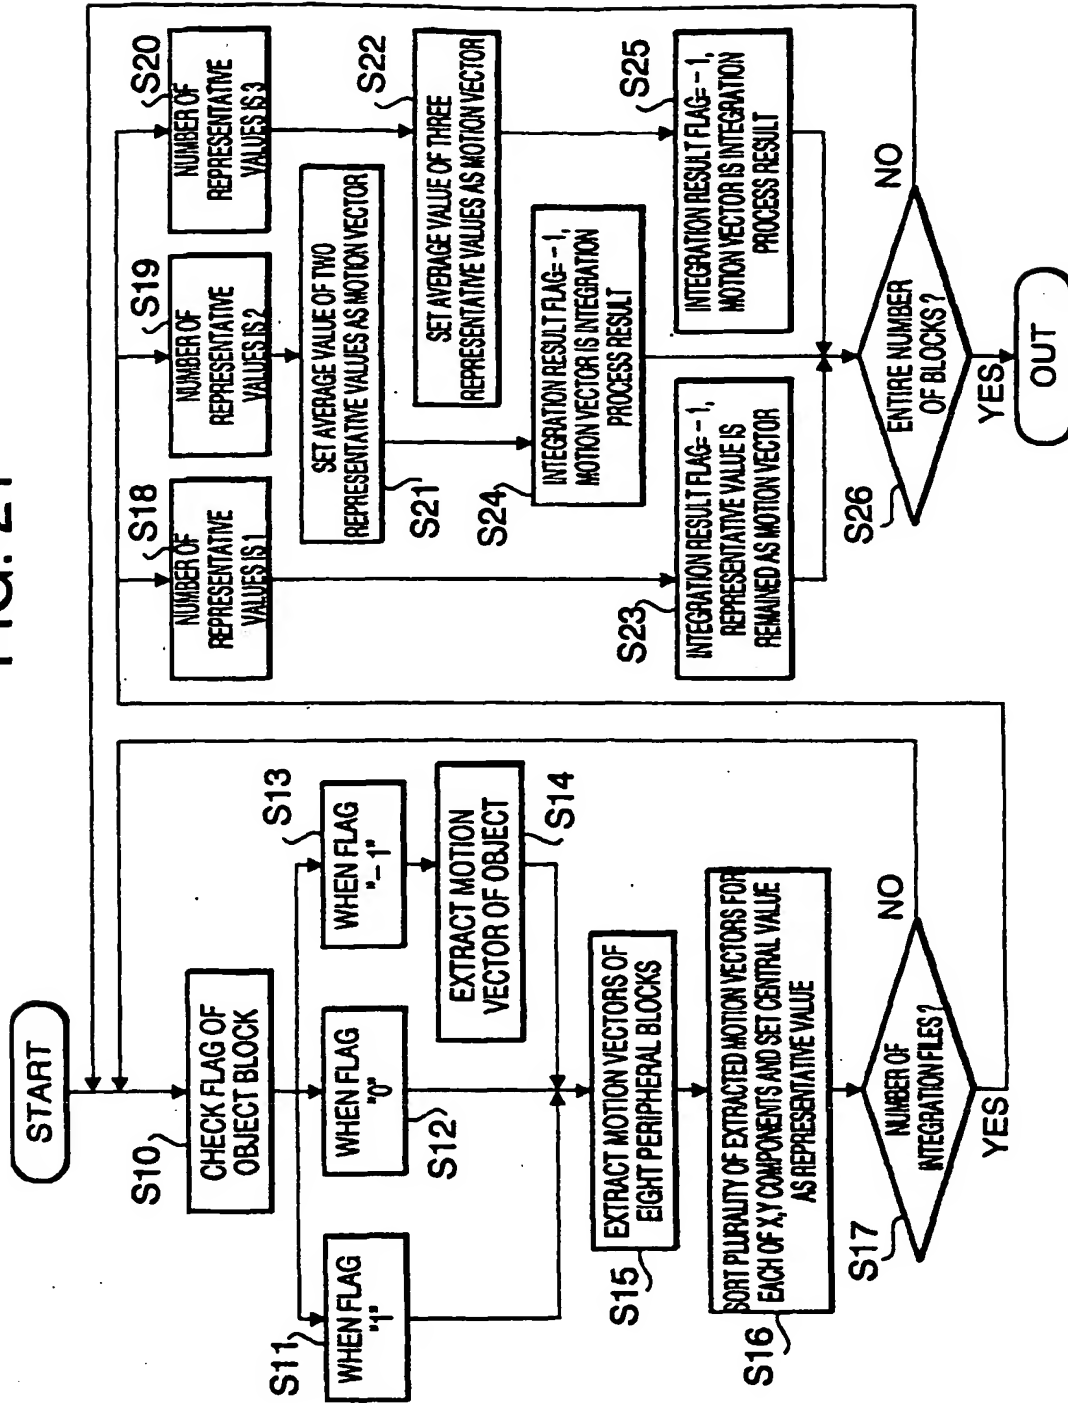 FIG. 21
START
S10
CHECK FLAG OF
OBJECT BLOCK
S11
WHEN FLAG
"1"
WHEN FLAG
"0"
S12
S13
WHEN FLAG
"-1"
EXTRACT MOTION
VECTOR OF OBJECT
S14
EXTRACT MOTION VECTORS OF
EIGHT PERIPHERAL BLOCKS
S15
SORT PLURALITY OF EXTRACTED MOTION VECTORS FOR
EACH OF X,Y COMPONENTS AND SET CENTRAL VALUE
AS REPRESENTATIVE VALUE
S16
S17
NUMBER OF
INTEGRATION FILES?
NO
YES
S18
NUMBER OF
REPRESENTATIVE
VALUES IS 1
S19
NUMBER OF
REPRESENTATIVE
VALUES IS 2
S20
NUMBER OF
REPRESENTATIVE
VALUES IS 3
SET AVERAGE VALUE OF TWO
REPRESENTATIVE VALUES AS MOTION VECTOR
S21
S22
SET AVERAGE VALUE OF THREE
REPRESENTATIVE VALUES AS MOTION VECTOR
S23
INTEGRATION RESULT FLAG=-1,
REPRESENTATIVE VALUE IS
REMAINED AS MOTION VECTOR
S24
INTEGRATION RESULT FLAG=-1,
MOTION VECTOR IS INTEGRATION
PROCESS RESULT
S25
INTEGRATION RESULT FLAG=-1,
MOTION VECTOR IS INTEGRATION
PROCESS RESULT
S26
ENTIRE NUMBER
OF BLOCKS?
NO
YES
OUT